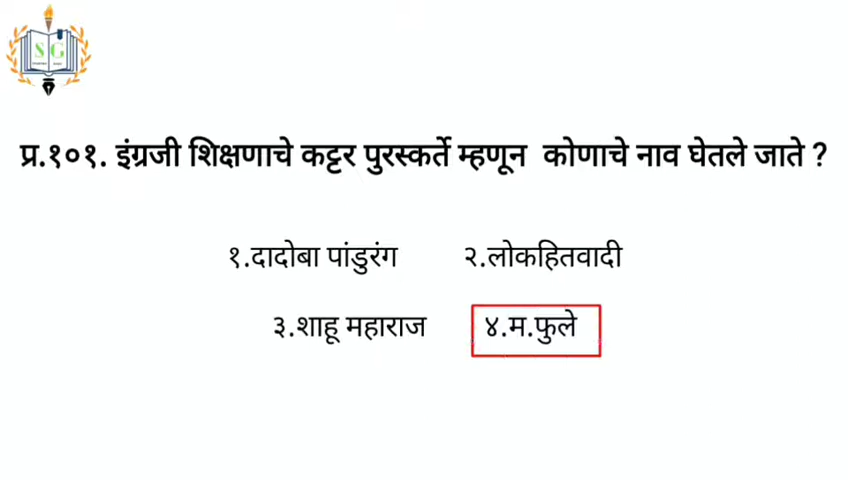 S G
प्र.१०१. इंग्रजी शिक्षणाचे कट्टर पुरस्कर्ते म्हणून कोणाचे नाव घेतले जाते ?
१.दादोबा पांडुरंग २.लोकहितवादी
३.शाहू महाराज ४.म.फुले